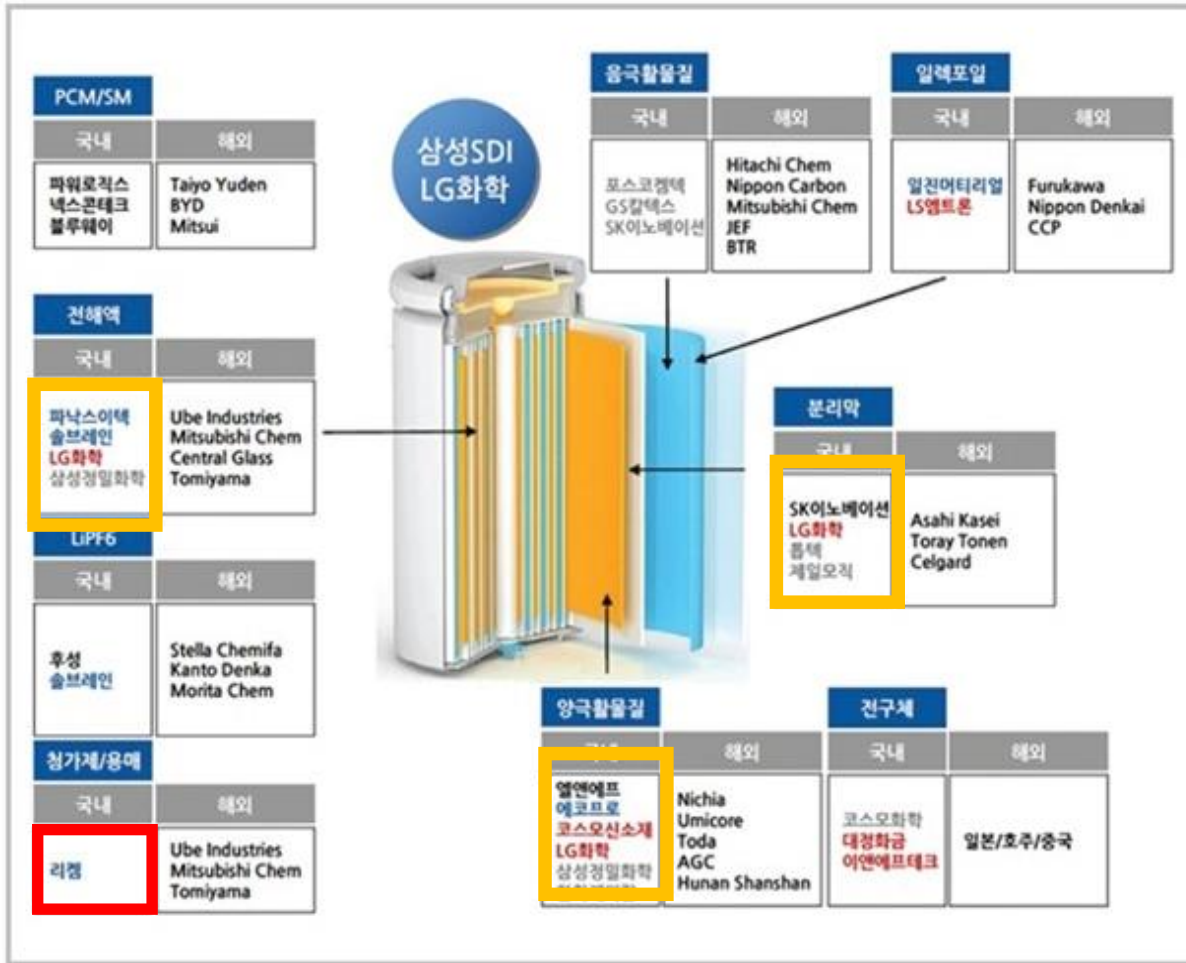 PCM/SM
국내 해외
파워로직스
넥스콘테크
블루웨이
Taiyo Yuden
BYD
Mitsui
삼성SDI
LG화학
음극활물질
국내 해외
포스코켐텍
GS칼텍스
SK이노베이션
Hitachi Chem
Nippon Carbon
Mitsubishi Chem
JEF
BTR
일렉포일
국내 해외
일진머티리얼
LS엠트론
Furukawa
Nippon Denkai
CCP
전해액
국내 해외
파낙스이텍
솔브레인
LG화학
삼성정밀화학
Ube Industries
Mitsubishi Chem
Central Glass
Tomiyama
분리막
국내 해외
SK이노베이션
LG화학
톱텍
제일모직
Asahi Kasei
Toray Tonen
Celgard
LiPF6
국내 해외
후성
솔브레인
Stella Chemifa
Kanto Denka
Morita Chem
첨가제/용매
국내 해외
리켐
Ube Industries
Mitsubishi Chem
Tomiyama
양극활물질
국내 해외
엘앤에프
에코프로
코스모신소재
LG화학
삼성정밀화학
Nichia
Umicore
Toda
AGC
Hunan Shanshan
전구체
국내 해외
코스모화학
대정화금
이앤에프테크
일본/호주/중국